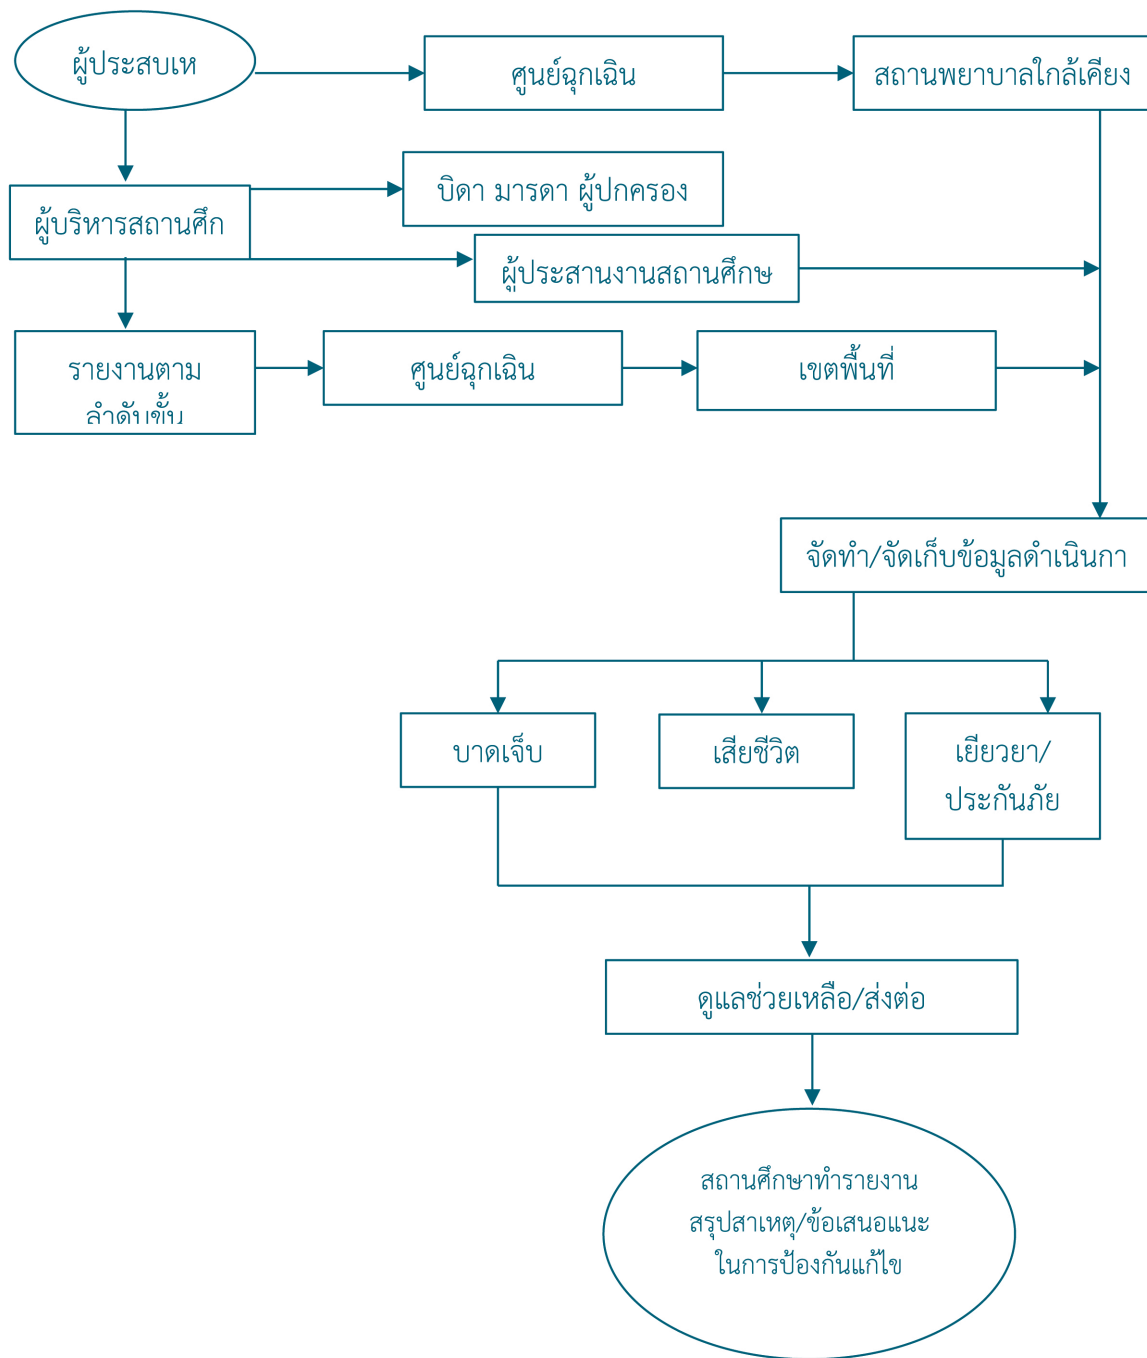 ผู้ประสบเห
ศูนย์ฉุกเฉิน
สถานพยาบาลใกล้เคียง
บิดา มารดา ผู้ปกครอง
ผู้บริหารสถานศึก
ผู้ประสานงานสถานศึกษ
รายงานตาม
ลำดับขั้น
ศูนย์ฉุกเฉิน
เขตพื้นที่
จัดทำ/จัดเก็บข้อมูลดำเนินกา
บาดเจ็บ
เสียชีวิต
เยียวยา/
ประกันภัย
ดูแลช่วยเหลือ/ส่งต่อ
สถานศึกษาทำรายงาน
สรุปสาเหตุ/ข้อเสนอแนะ
ในการป้องกันแก้ไข